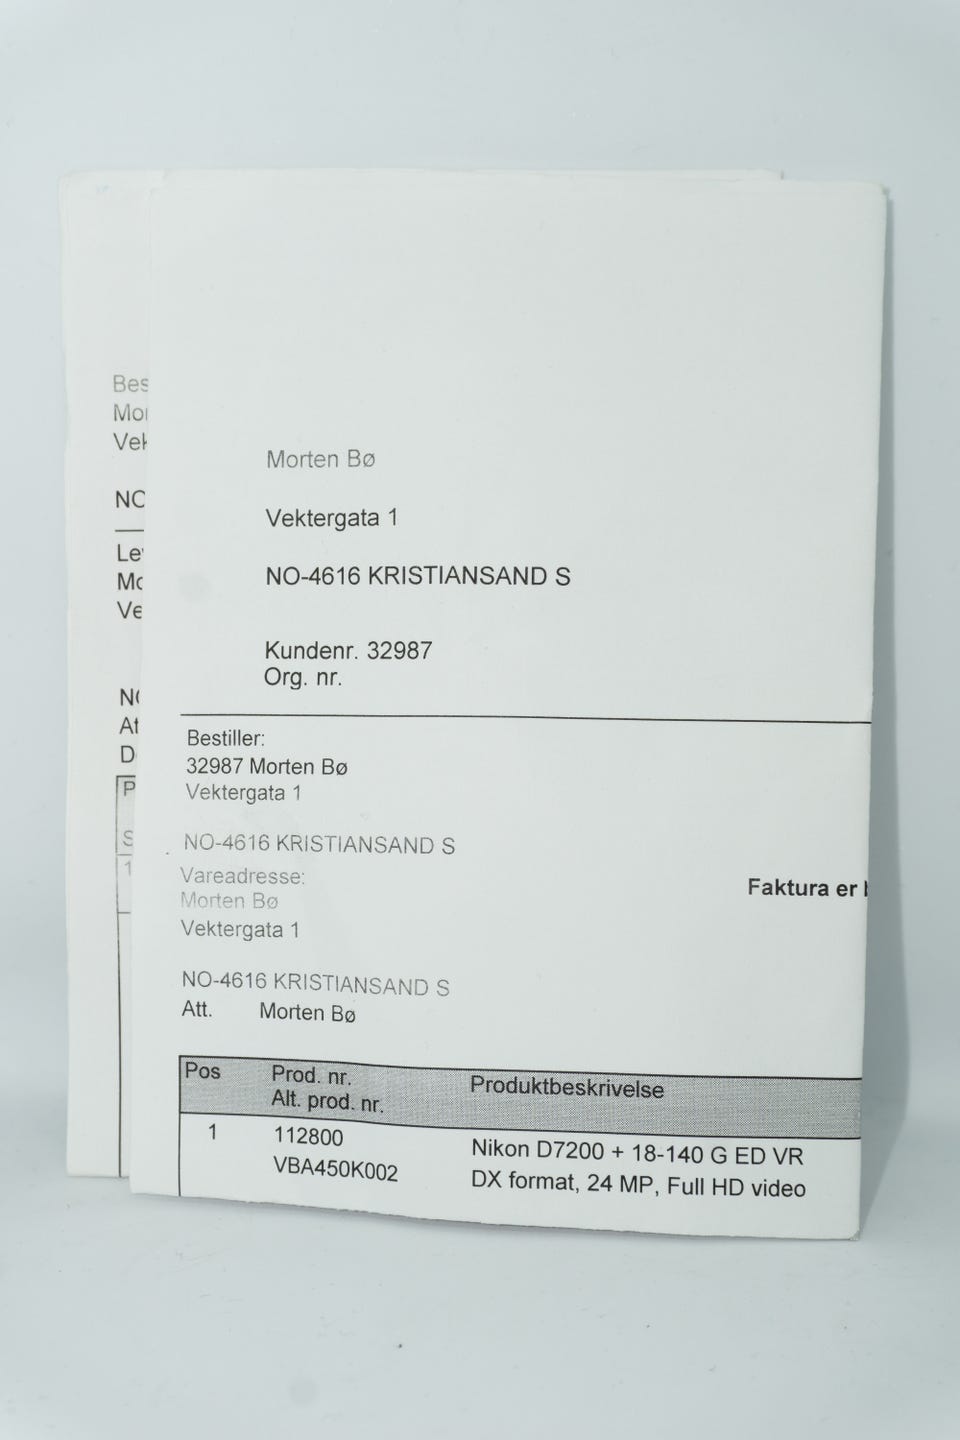 Morten Bø
Vektergata 1
NO-4616 KRISTIANSAND S
Kundenr. 32987
Org. nr.
Bestiller:
32987 Morten Bø
Vektergata 1
NO-4616 KRISTIANSAND S
Vareadresse:
Morten Bø
Vektergata 1
NO-4616 KRISTIANSAND S
Att. Morten Bø
Faktura er
Pos Prod. nr. Produktbeskrivelse
Alt. prod. nr.
1 112800 Nikon D7200 + 18-140 G ED VR
VBA450K002 DX format, 24 MP, Full HD video